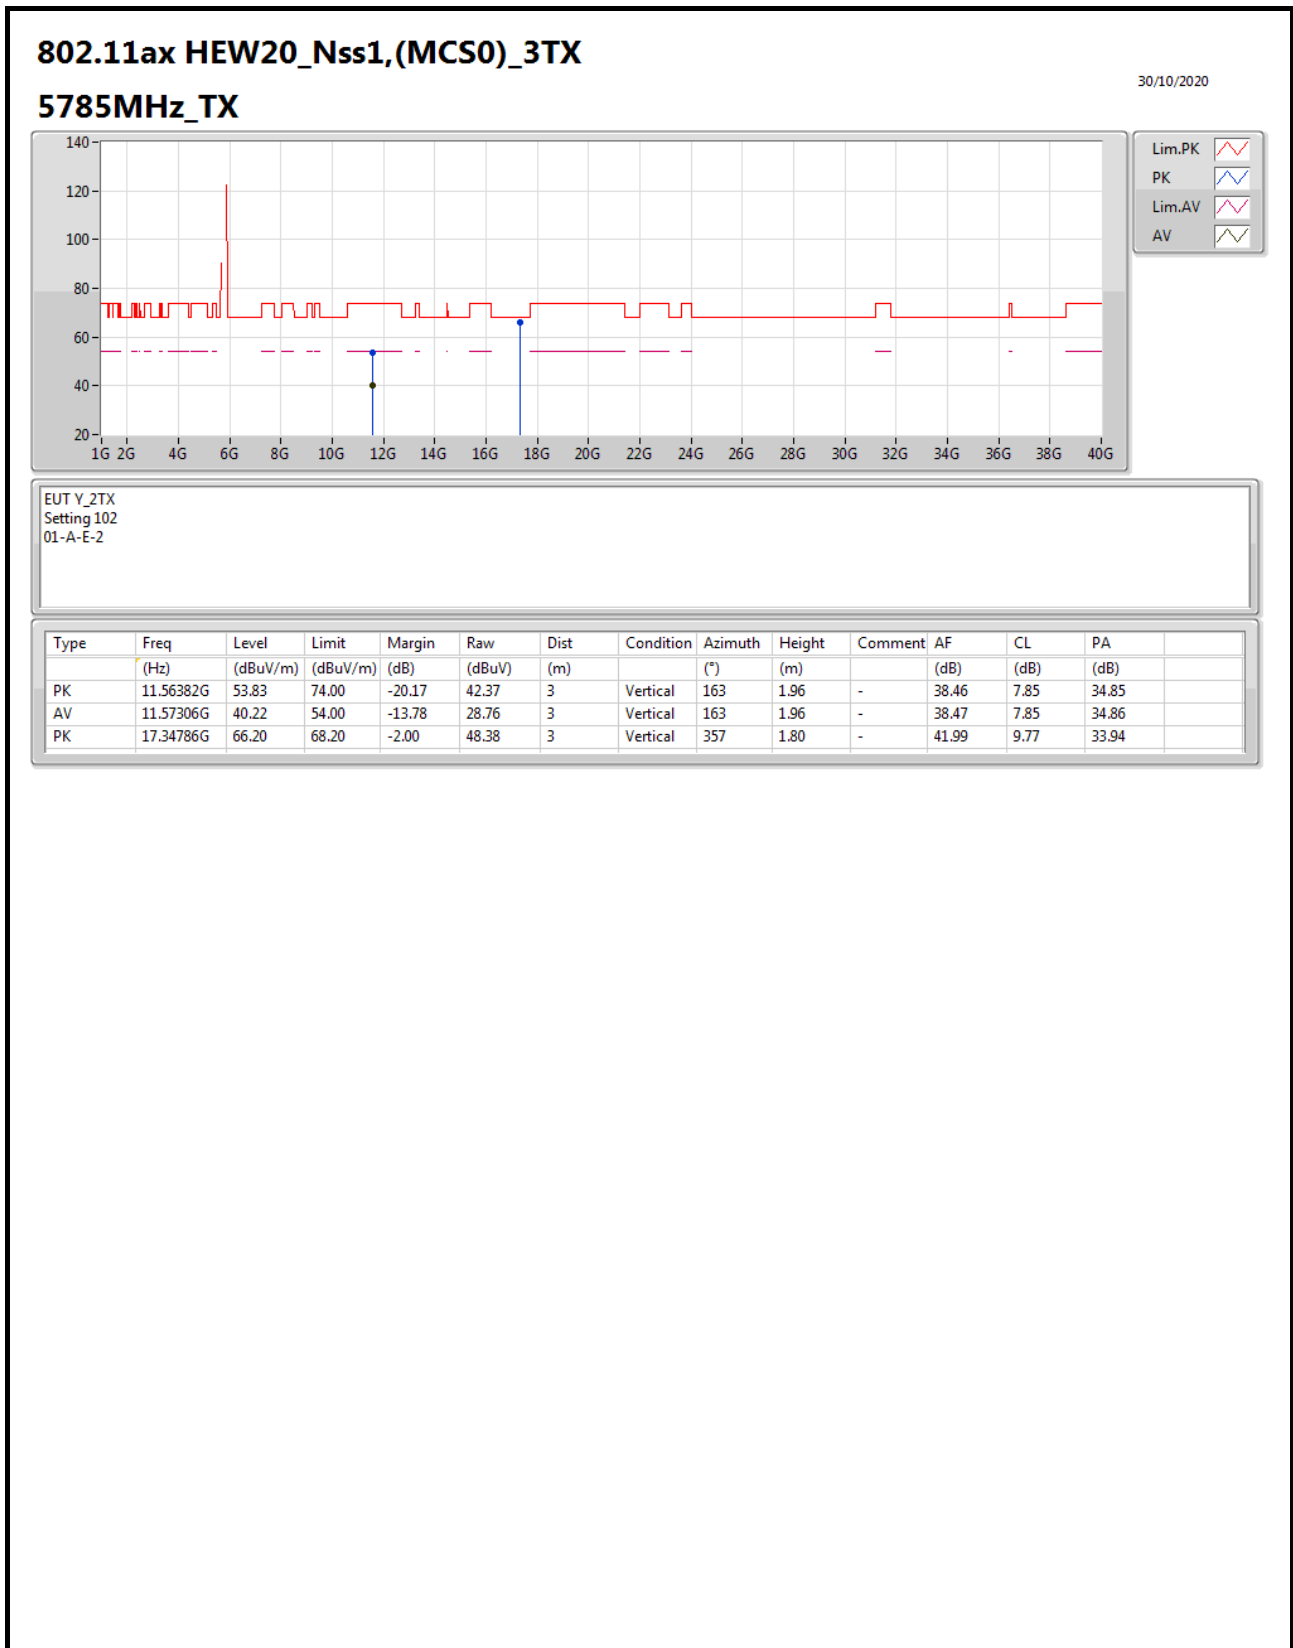 802.11ax HEW20_Nss1,(MCS0)_3TX
30/10/2020
5785MHz_TX
140
120
100
80
60
40
20
1G 2G 4G 6G 8G 10G 12G 14G 16G 18G 20G 22G 24G 26G 28G 30G 32G 34G 36G 38G 40G
Lim.PK
PK
Lim.AV
AV
EUT Y_2TX
Setting 102
01-A-E-2
Type Freq Level Limit Margin Raw Dist Condition Azimuth Height Comment AF CL PA
(Hz) (dBuV/m) (dBuV/m) (dB) (dBuV) (m) (°) (m) (dB) (dB) (dB)
PK 11.56382G 53.83 74.00 -20.17 42.37 3 Vertical 163 1.96 - 38.46 7.85 34.85
AV 11.57306G 40.22 54.00 -13.78 28.76 3 Vertical 163 1.96 - 38.47 7.85 34.86
PK 17.34786G 66.20 68.20 -2.00 48.38 3 Vertical 357 1.80 - 41.99 9.77 33.94